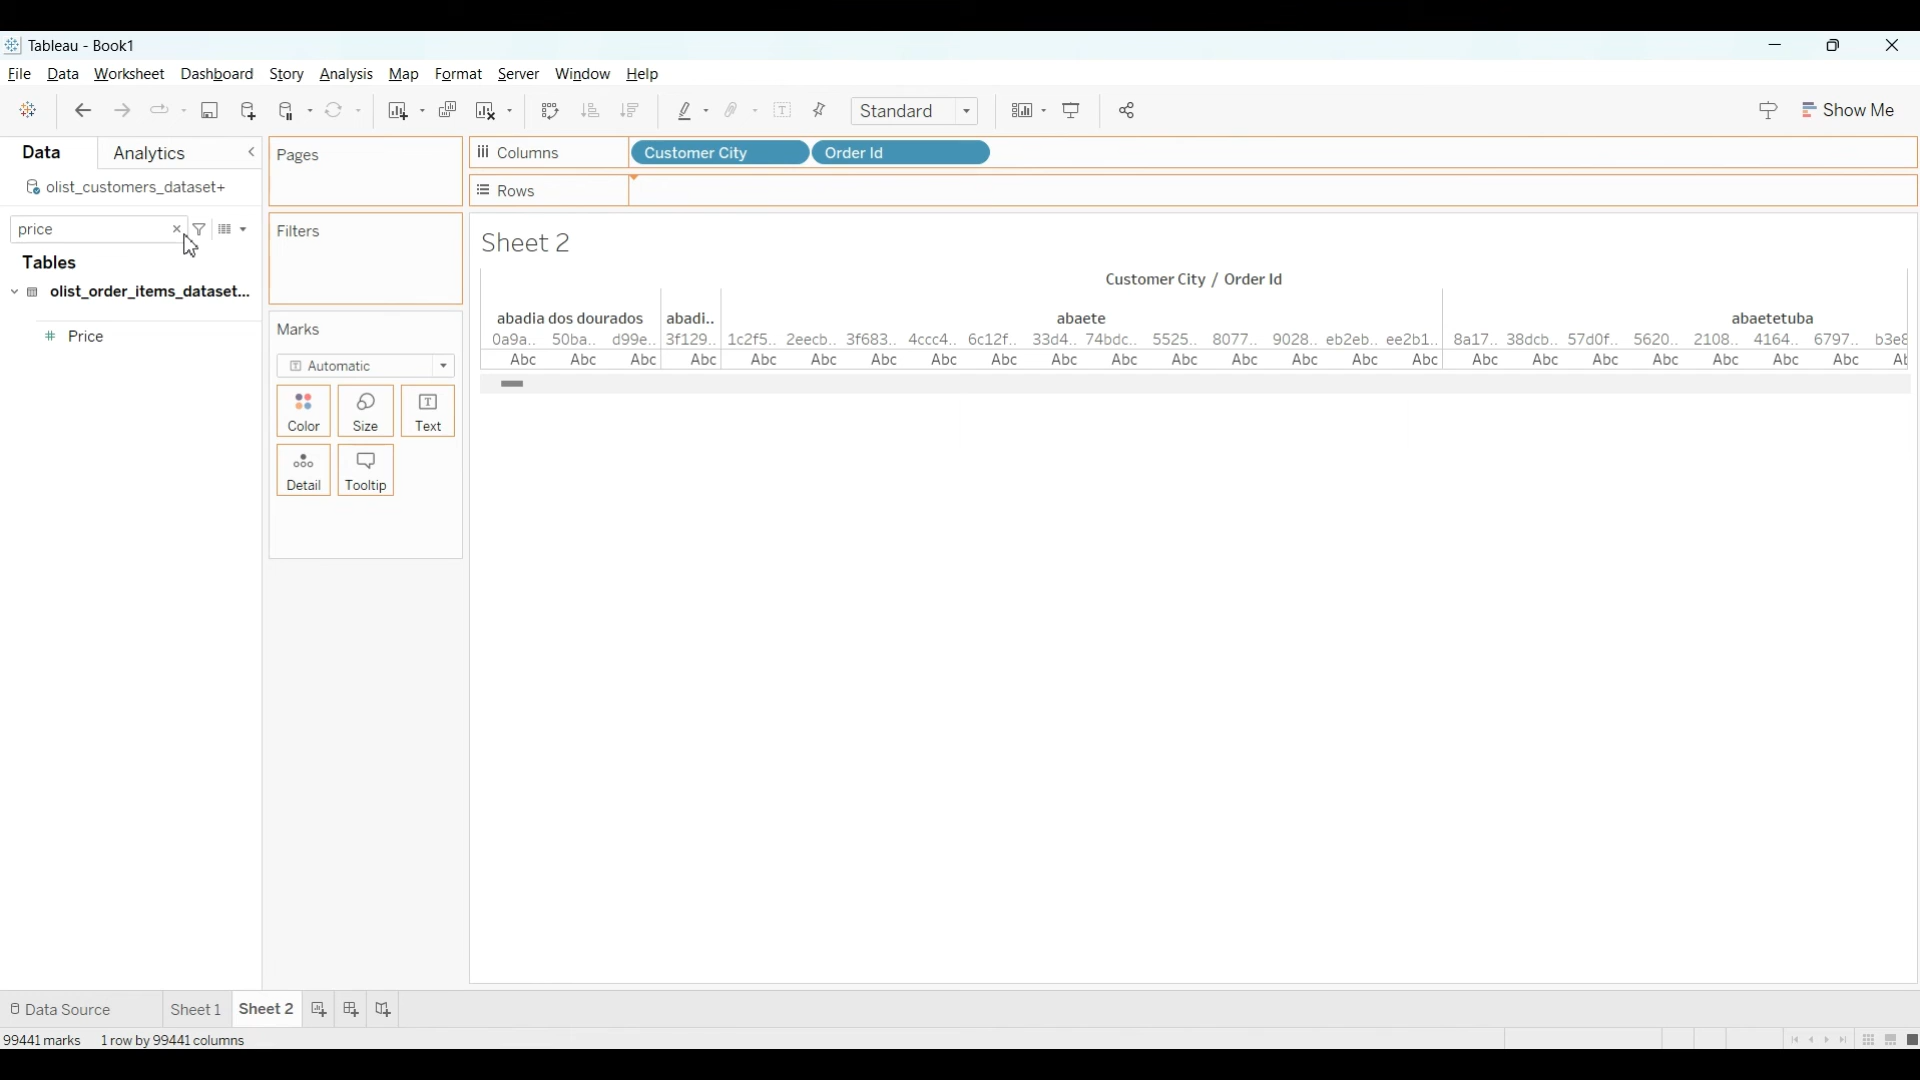 Tableau - Book1
File Data Worksheet Dashboard Story Analysis Map Format Server Window Help
Standard
Show Me
Data
Analytics
olist_customers_dataset+
price
Tables
olist_order_items_dataset...
Price
Pages
Filters
Marks
Automatic
Color
Size
Text
Detail
Tooltip
Columns
Customer City
Order Id
Rows
Sheet 2
Customer City / Order Id
abadia dos dourados abadi.. abaete abaetetuba
0a9a.. 50ba.. d99e.. 3f129.. 1c2f5.. 2eecb.. 3f683.. 4ccc4.. 6c12f.. 33d4.. 74bdc.. 5525.. 8077.. 9028.. eb2eb.. ee2b1.. 8a17.. 38dcb.. 57d0f.. 5620.. 2108.. 4164.. 6797.. b3e8
Abc Abc Abc Abc Abc Abc Abc Abc Abc Abc Abc Abc Abc Abc Abc Abc Abc Abc Abc Abc Abc Abc Abc Ab
Data Source
Sheet 1
Sheet 2
99441 marks 1 row by 99441 columns